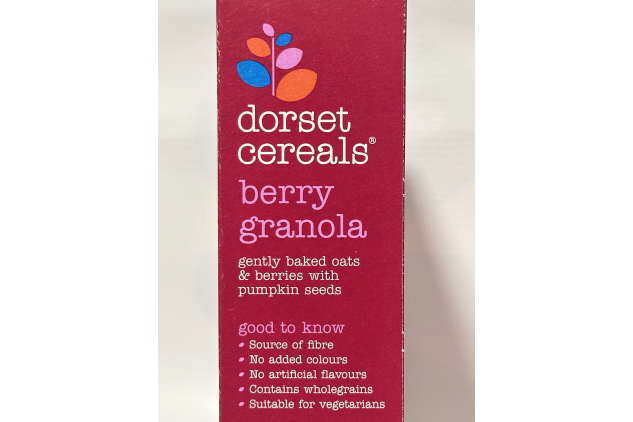 dorset
cereals®
berry
granola
gently baked oats
& berries with
pumpkin seeds
good to know
• Source of fibre
• No added colours
• No artificial flavours
• Contains wholegrains
• Suitable for vegetarians